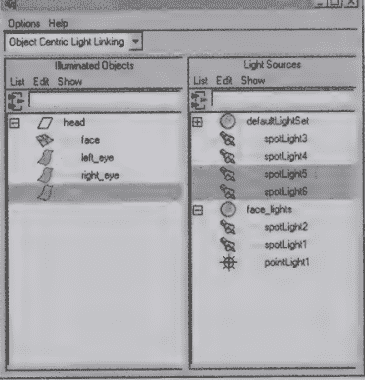 Options Help
Object Centric Light Linking
Illuminated Objects
List Edit Show
head
face
left_eye
right_eye
Light Sources
List Edit Show
defaultLightSet
spotLight3
spotLight4
spotLight5
spotLight6
face_lights
spotLight2
spotLight1
pointLight1